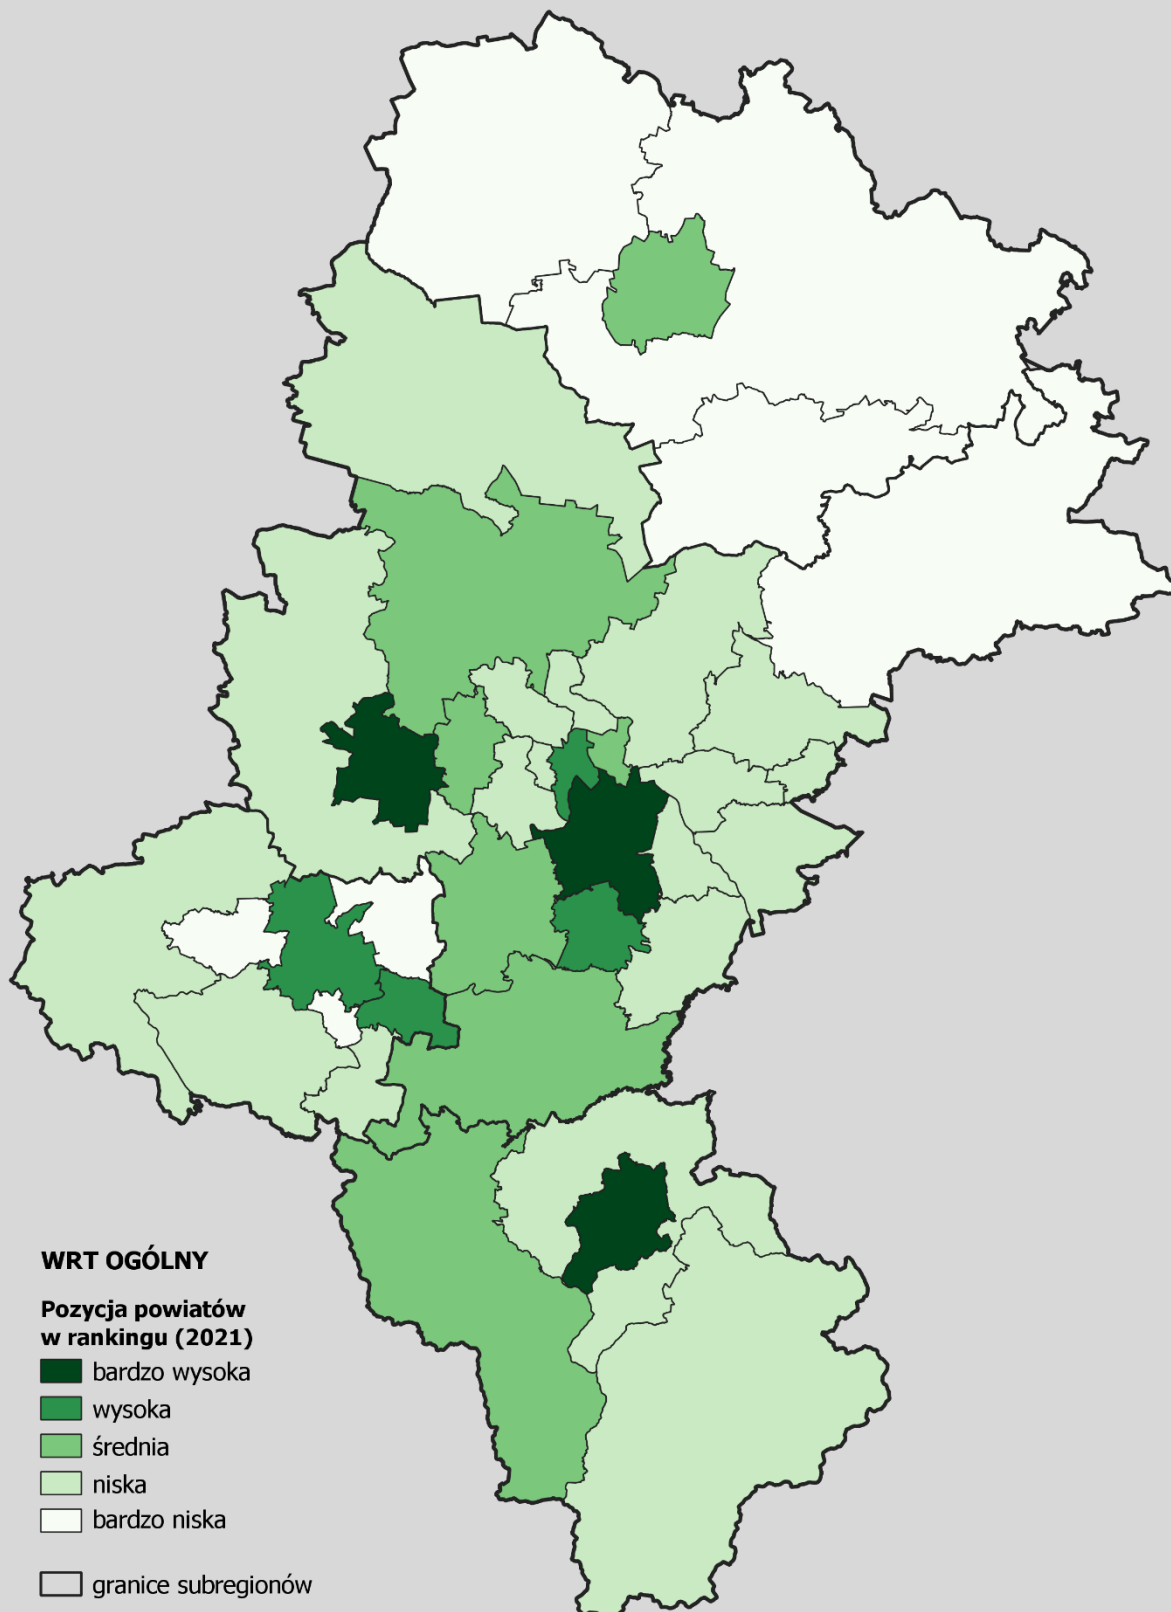 WRT OGÓLNY
Pozycja powiatów
w rankingu (2021)
bardzo wysoka
wysoka
średnia
niska
bardzo niska
granice subregionów